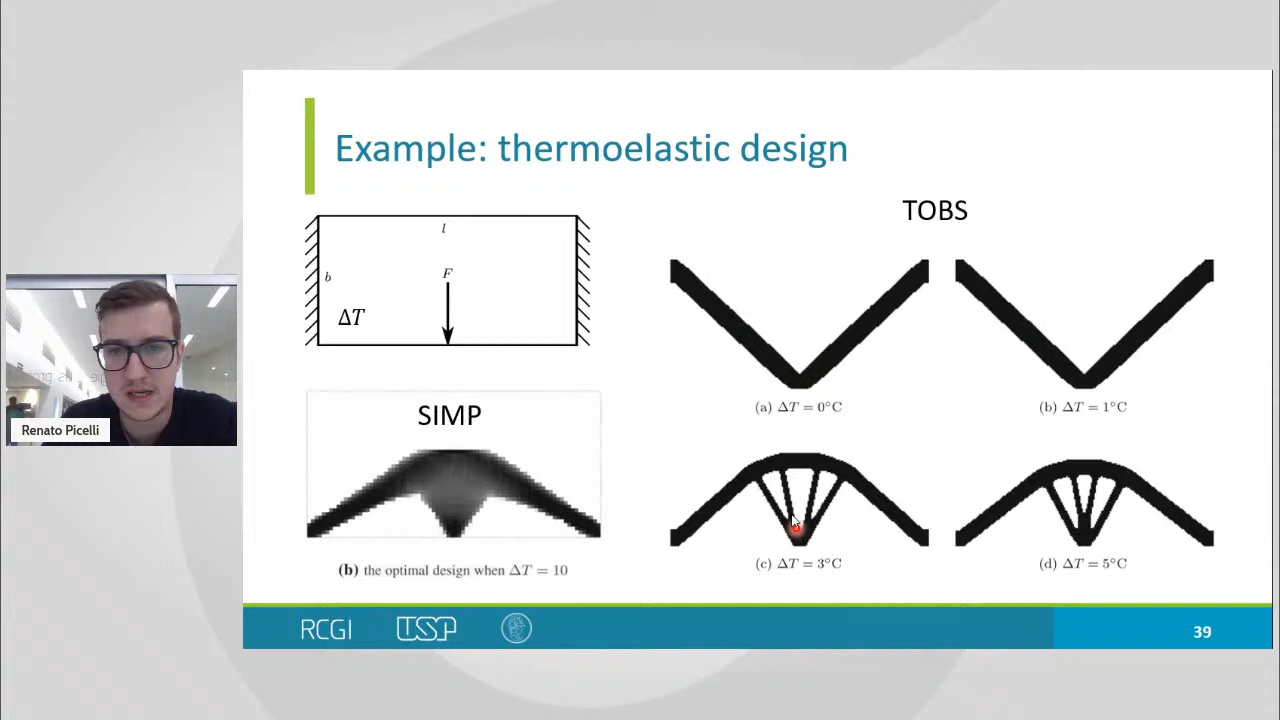 Example: thermoelastic design
TOBS
l
b
F
ΔT
SIMP
(a) ΔT = 0°C
(b) ΔT = 1°C
(c) ΔT = 3°C
(d) ΔT = 5°C
(b) the optimal design when ΔT = 10
Renato Picelli
RCGI
USP
39